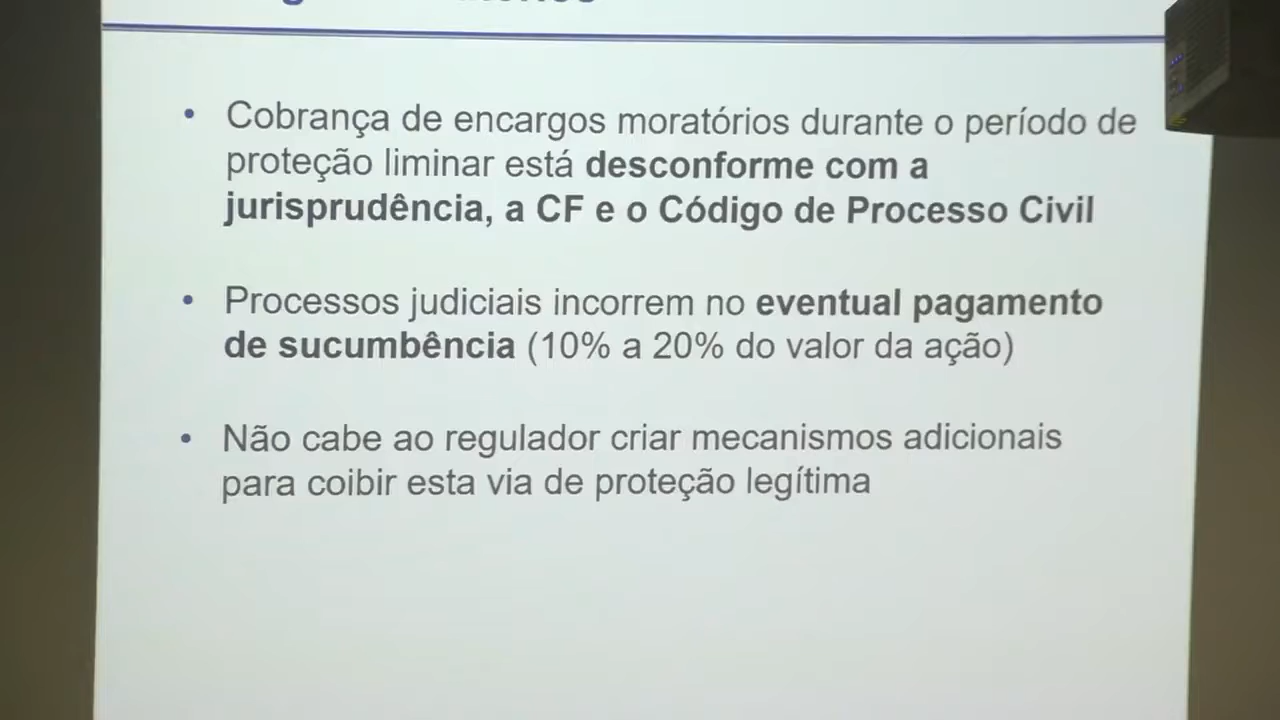 • Cobrança de encargos moratórios durante o período de
proteção liminar está desconforme com a
jurisprudência, a CF e o Código de Processo Civil
• Processos judiciais incorrem no eventual pagamento
de sucumbência (10% a 20% do valor da ação)
• Não cabe ao regulador criar mecanismos adicionais
para coibir esta via de proteção legítima